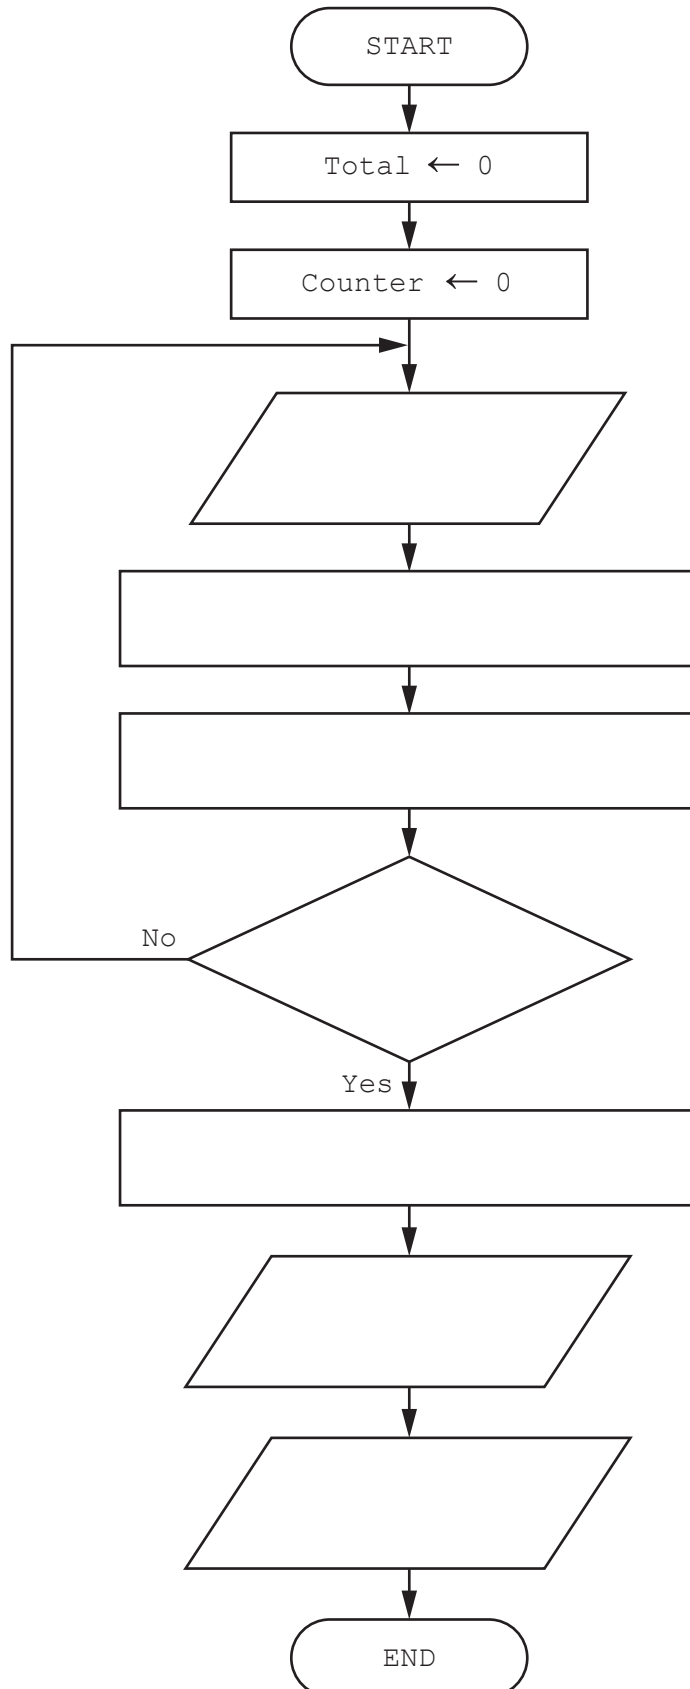 START
Total ← 0
Counter ← 0
No
Yes
END